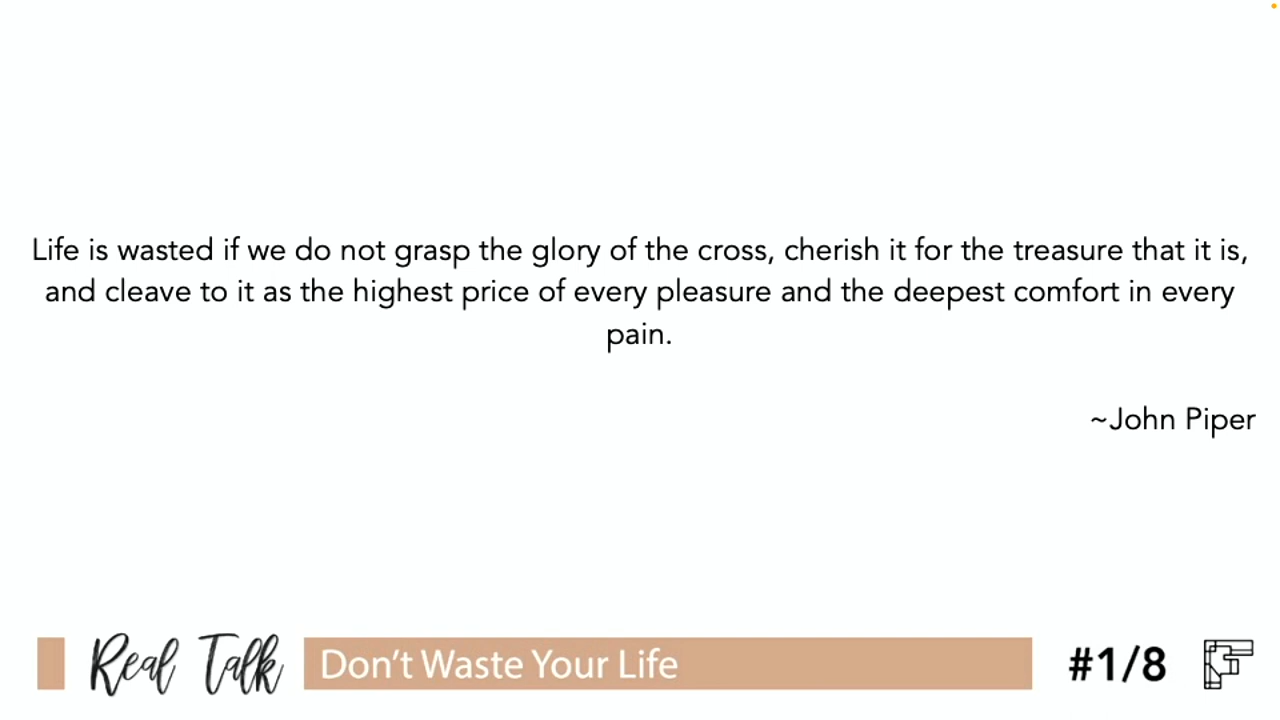 Life is wasted if we do not grasp the glory of the cross, cherish it for the treasure that it is,
and cleave to it as the highest price of every pleasure and the deepest comfort in every
pain.
~John Piper
Real Talk
Don't Waste Your Life
#1/8